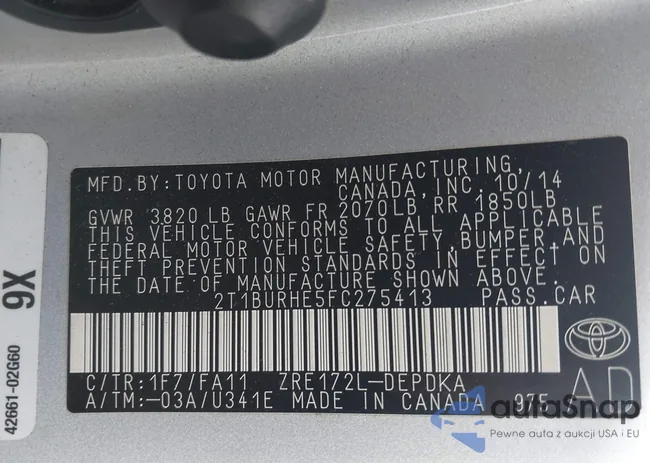 MFD.BY:TOYOTA MOTOR MANUFACTURING,
CANADA, INC. 10/14
GVWR 3820 LB GAWR FR 2070LB, RR 1850LB
THIS VEHICLE CONFORMS TO ALL APPLICABLE
FEDERAL MOTOR VEHICLE SAFETY, BUMPER, AND
THEFT PREVENTION STANDARDS IN EFFECT ON
THE DATE OF MANUFACTURE SHOWN ABOVE.
2T1BURHE5FC275413 PASS.CAR
C/TR:1F7/FA11 ZRE172L-DEPDKA
A/TM:-03A/U341E MADE IN CANADA 975
AD
9X
42661-02G60
autaSnap
Pewne auta z aukcji USA i EU